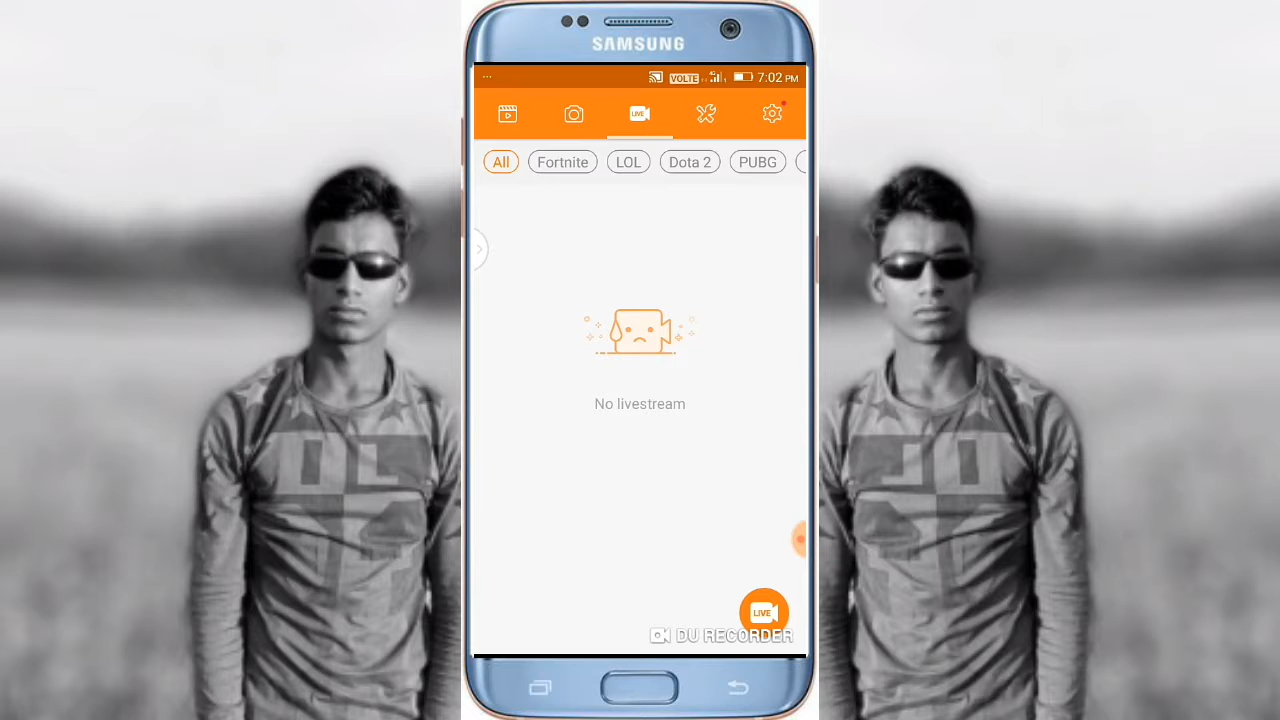 SAMSUNG
... VOLTE 7:02 PM
LIVE
All Fortnite LOL Dota 2 PUBG
No livestream
LIVE
DU RECORDER